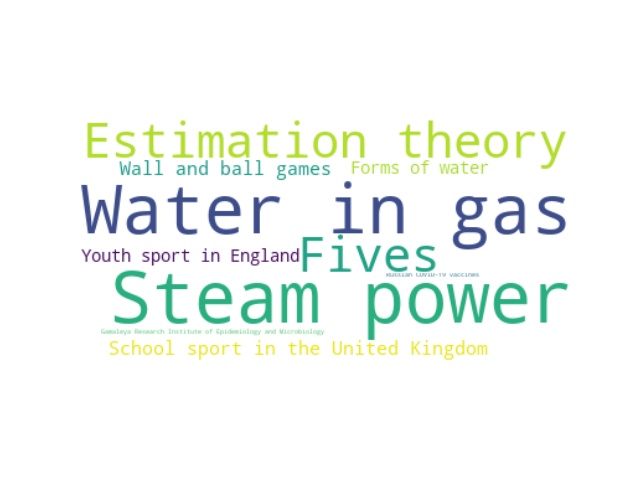 Estimation theory
Wall and ball games
Forms of water
Water in gas
Youth sport in England
Fives
Russian COVID-19 vaccines
Steam power
Gamaleya Research Institute of Epidemiology and Microbiology
School sport in the United Kingdom